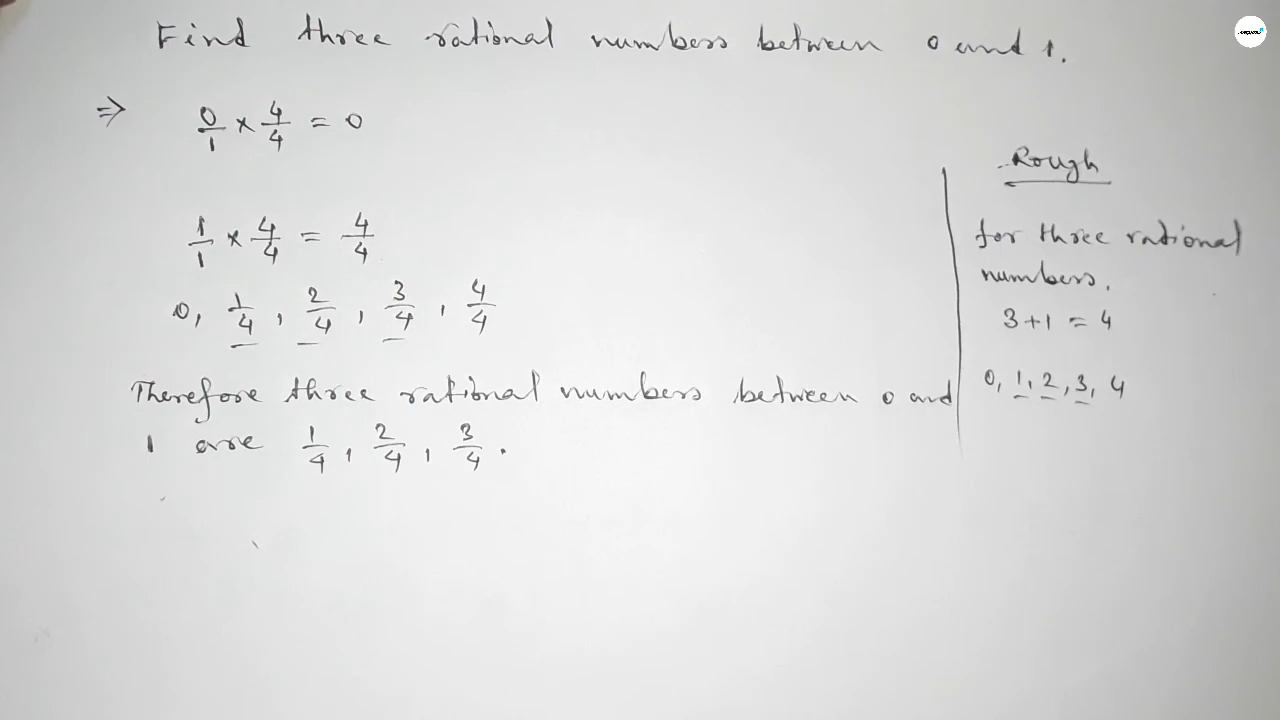 Find three rational numbers between 0 and 1.
⇒ 0/1 × 4/4 = 0
1/1 × 4/4 = 4/4
0, 1/4, 2/4, 3/4, 4/4
Therefore three rational numbers between 0 and
1 are 1/4, 2/4, 3/4.
Rough
for three rational
numbers.
3+1 = 4
0, 1, 2, 3, 4